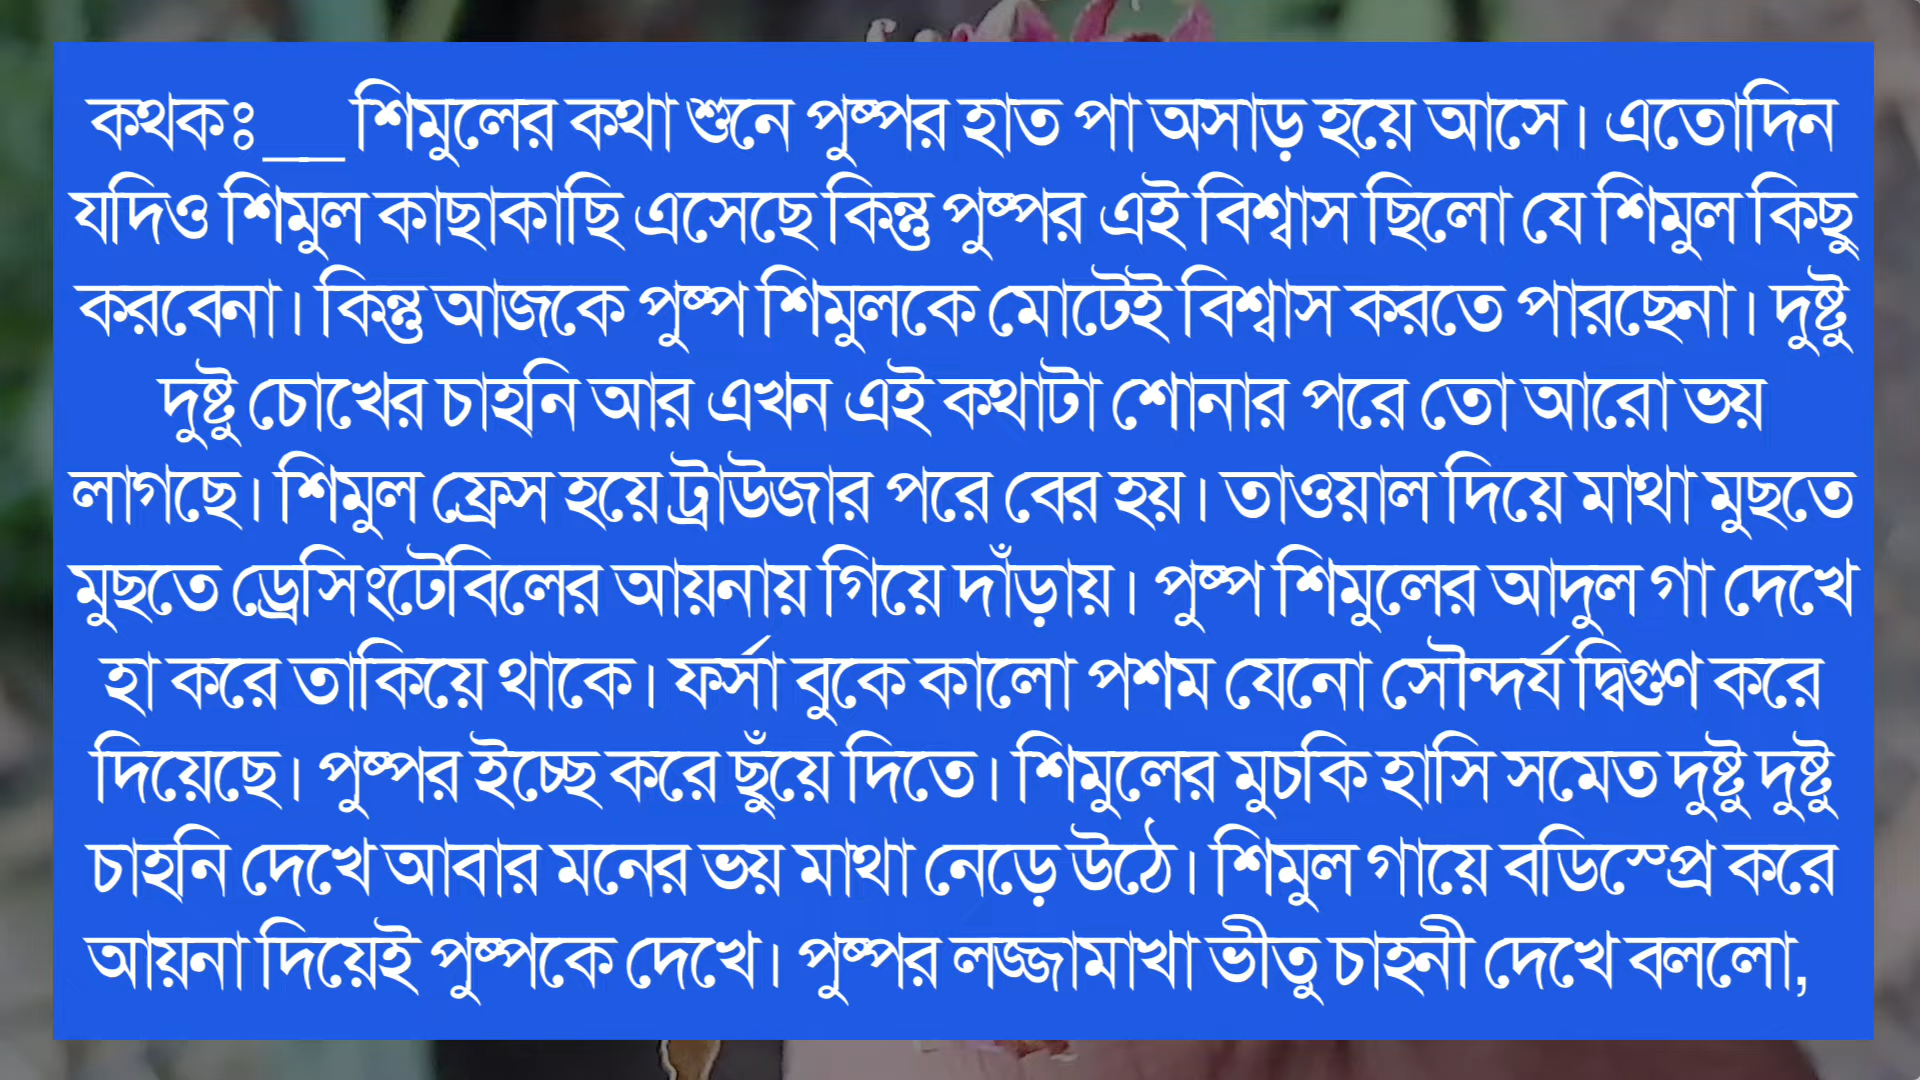 কথকঃ__শিমুলের কথা শুনে পুষ্পর হাত পা অসাড় হয়ে আসে। এতোদিন
যদিও শিমুল কাছাকাছি এসেছে কিন্তু পুষ্পর এই বিশ্বাস ছিলো যে শিমুল কিছু
করবেনা। কিন্তু আজকে পুষ্প শিমুলকে মোটেই বিশ্বাস করতে পারছেনা। দুষ্টু
দুষ্টু চোখের চাহনি আর এখন এই কথাটা শোনার পরে তো আরো ভয়
লাগছে। শিমুল ফ্রেস হয়ে ট্রাউজার পরে বের হয়। তাওয়াল দিয়ে মাথা মুছতে
মুছতে ড্রেসিংটেবিলের আয়নায় গিয়ে দাঁড়ায়। পুষ্প শিমুলের আদুল গা দেখে
হা করে তাকিয়ে থাকে। ফর্সা বুকে কালো পশম যেনো সৌন্দর্য দ্বিগুণ করে
দিয়েছে। পুষ্পর ইচ্ছে করে ছুঁয়ে দিতে। শিমুলের মুচকি হাসি সমেত দুষ্টু দুষ্টু
চাহনি দেখে আবার মনের ভয় মাথা নেড়ে উঠে। শিমুল গায়ে বডিস্প্রে করে
আয়না দিয়েই পুষ্পকে দেখে। পুষ্পর লজ্জামাখা ভীতু চাহনী দেখে বললো,